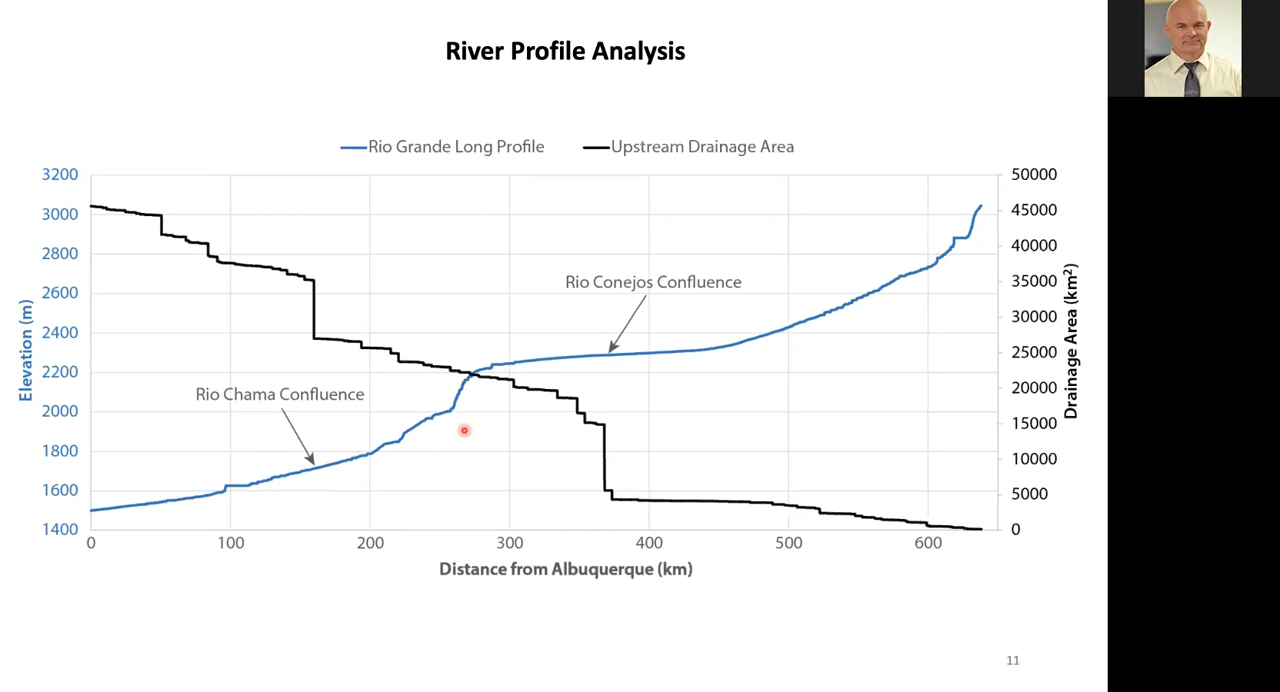 River Profile Analysis
Rio Grande Long Profile
Upstream Drainage Area
3200
3000
2800
2600
2400
2200
2000
1800
1600
1400
Elevation (m)
Rio Conejos Confluence
Rio Chama Confluence
50000
45000
40000
35000
30000
25000
20000
15000
10000
5000
0
Drainage Area (km²)
0 100 200 300 400 500 600
Distance from Albuquerque (km)
11